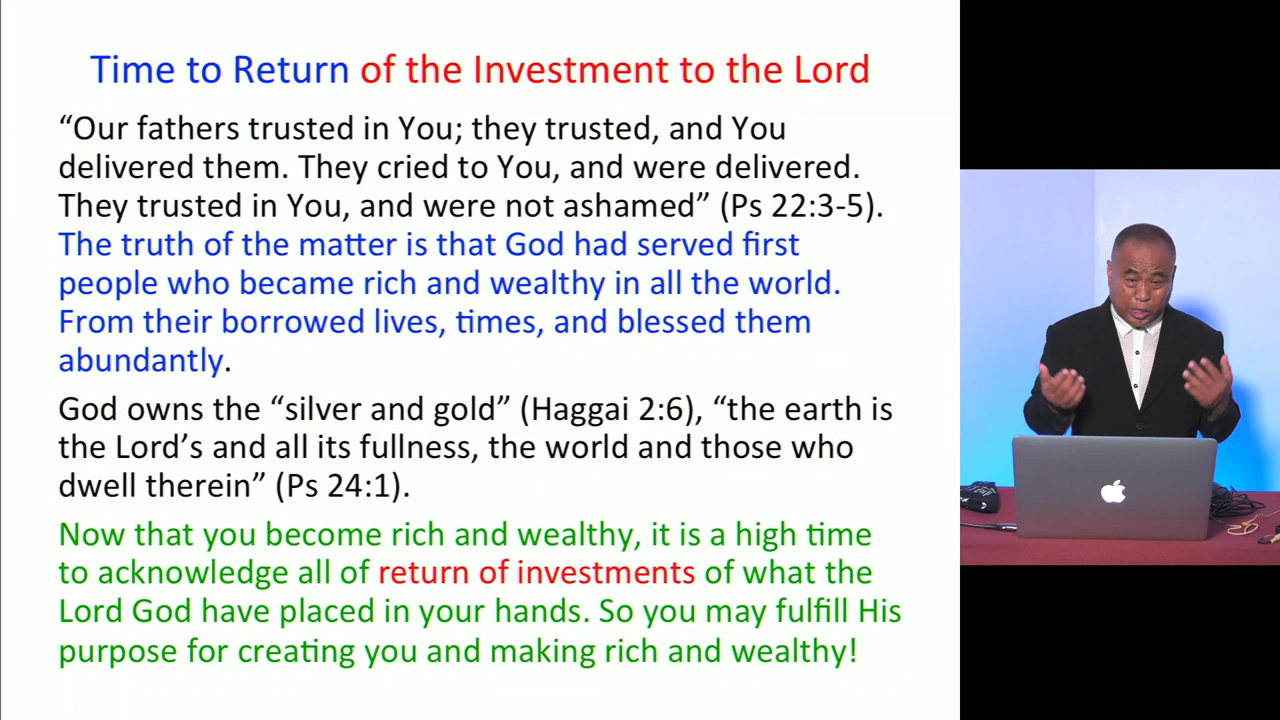 Time to Return of the Investment to the Lord
“Our fathers trusted in You; they trusted, and You
delivered them. They cried to You, and were delivered.
They trusted in You, and were not ashamed” (Ps 22:3-5).
The truth of the matter is that God had served first
people who became rich and wealthy in all the world.
From their borrowed lives, times, and blessed them
abundantly.
God owns the “silver and gold” (Haggai 2:6), “the earth is
the Lord’s and all its fullness, the world and those who
dwell therein” (Ps 24:1).
Now that you become rich and wealthy, it is a high time
to acknowledge all of return of investments of what the
Lord God have placed in your hands. So you may fulfill His
purpose for creating you and making rich and wealthy!